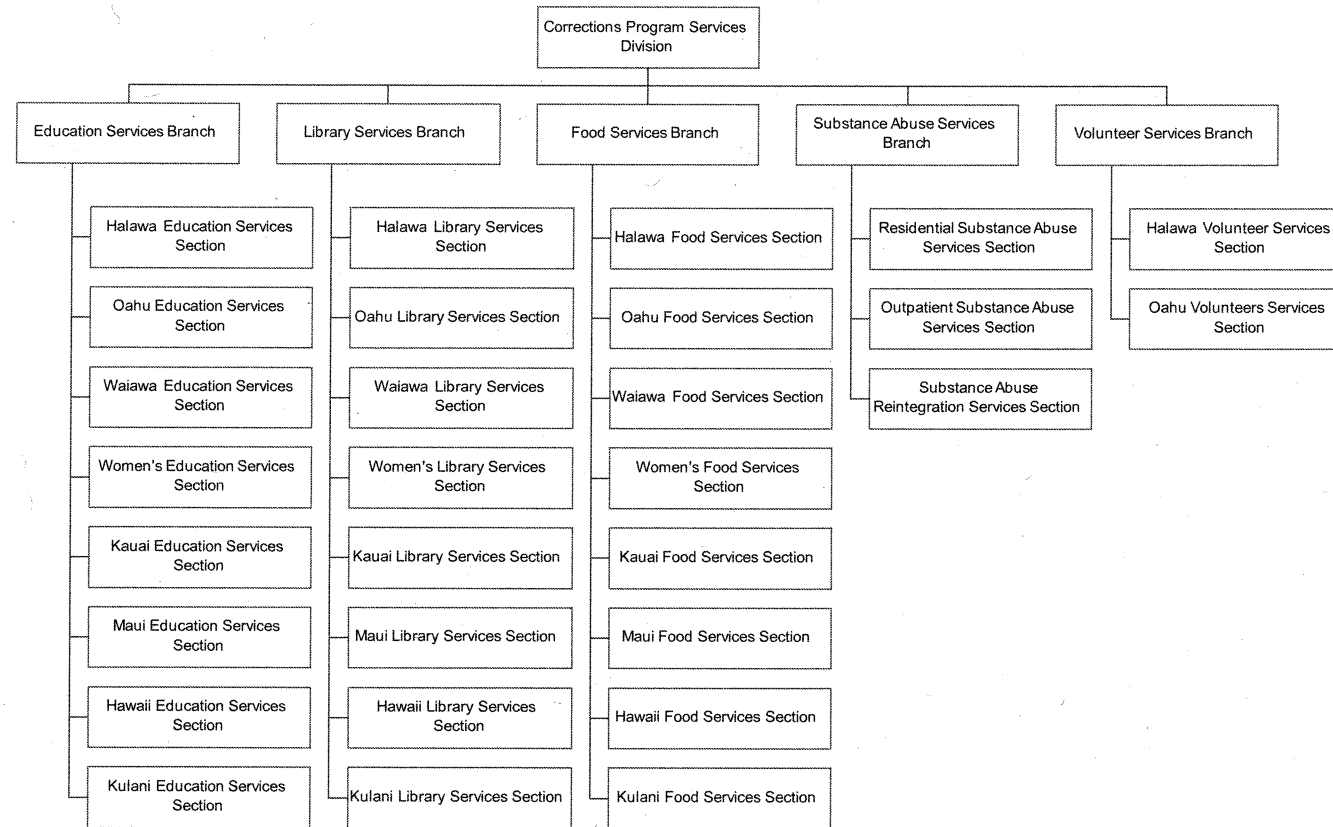 Corrections Program Services
Division
Education Services Branch
Library Services Branch
Food Services Branch
Substance Abuse Services
Branch
Volunteer Services Branch
Halawa Education Services
Section
Oahu Education Services
Section
Waiawa Education Services
Section
Women's Education Services
Section
Kauai Education Services
Section
Maui Education Services
Section
Hawaii Education Services
Section
Kulani Education Services
Section
Halawa Library Services
Section
Oahu Library Services Section
Waiawa Library Services
Section
Women's Library Services
Section
Kauai Library Services Section
Maui Library Services Section
Hawaii Library Services
Section
Kulani Library Services Section
Halawa Food Services Section
Oahu Food Services Section
Waiawa Food Services Section
Women's Food Services
Section
Kauai Food Services Section
Maui Food Services Section
Hawaii Food Services Section
Kulani Food Services Section
Residential Substance Abuse
Services Section
Outpatient Substance Abuse
Services Section
Substance Abuse
Reintegration Services Section
Halawa Volunteer Services
Section
Oahu Volunteers Services
Section